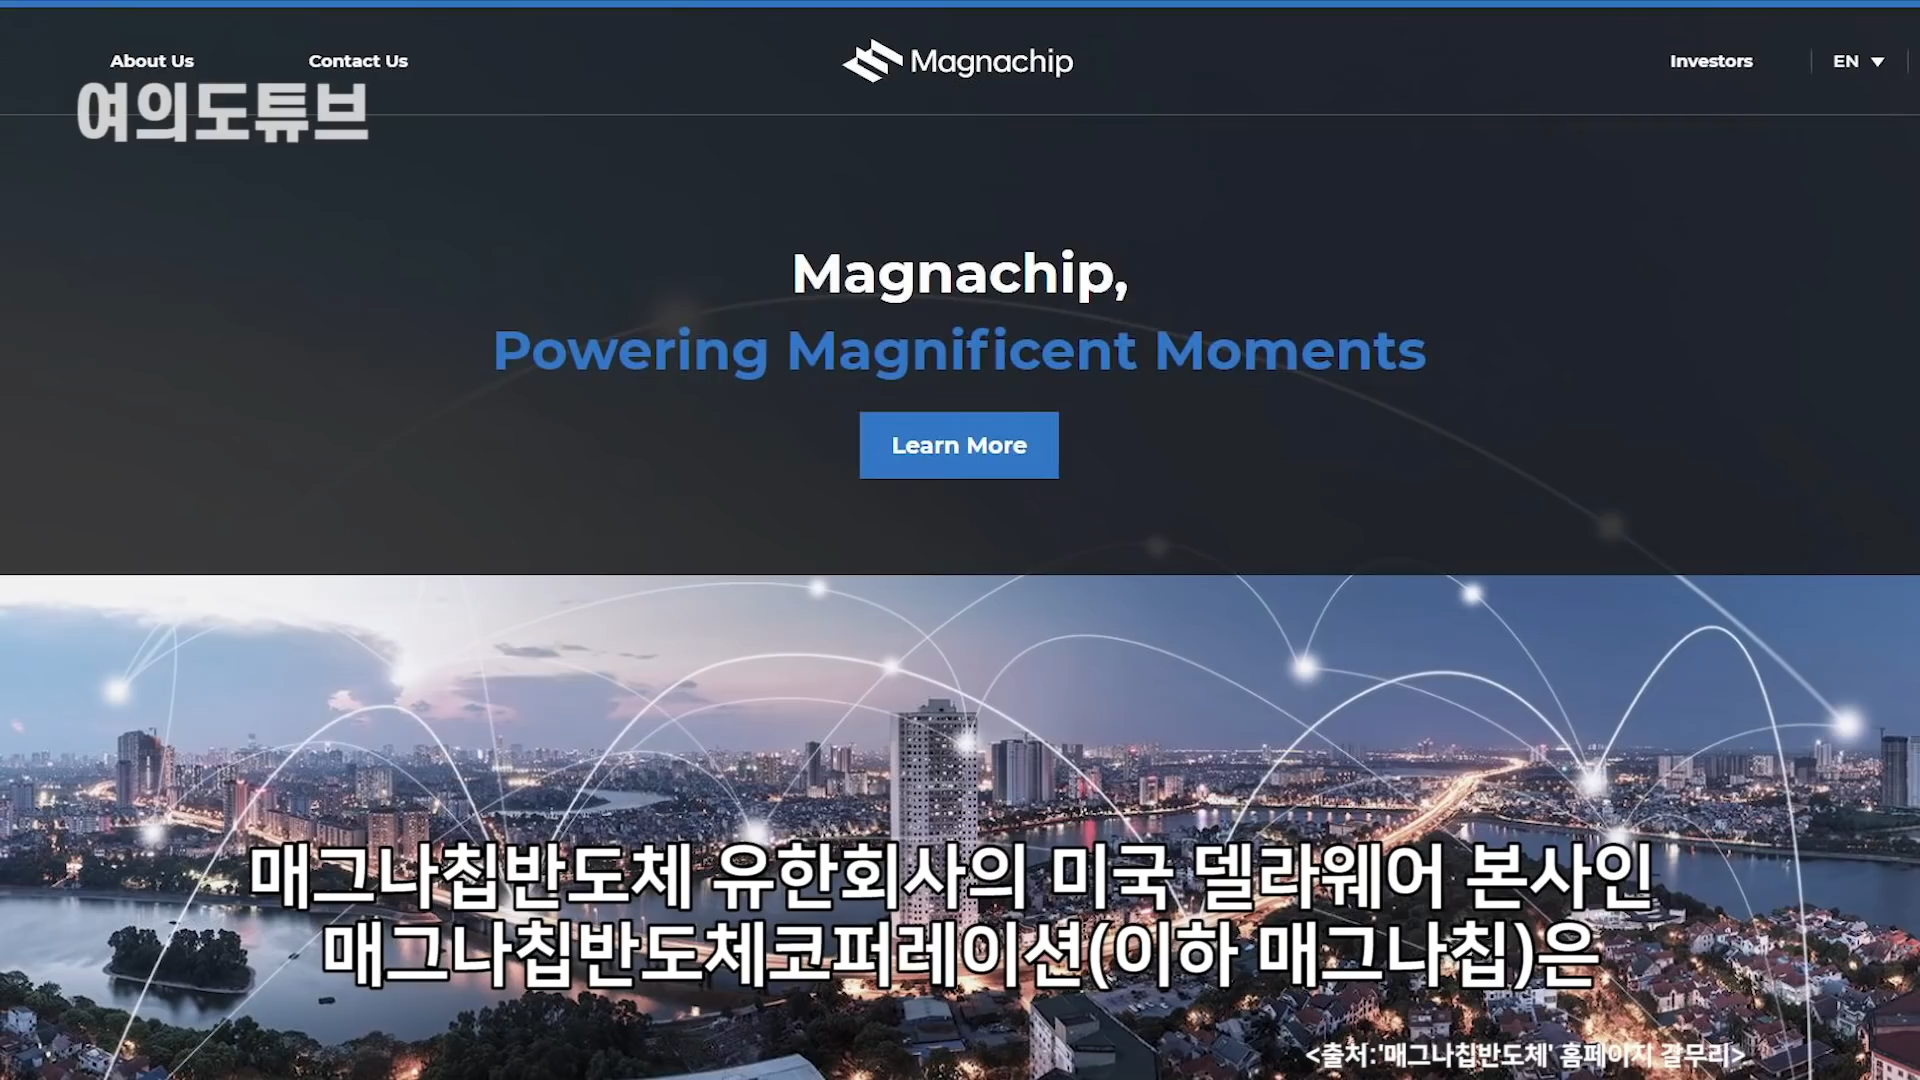 About Us
Contact Us
Magnachip
Investors
EN
여의도튜브
Magnachip,
Powering Magnificent Moments
Learn More
매그나칩반도체 유한회사의 미국 델라웨어 본사인
매그나칩반도체코퍼레이션(이하 매그나칩)은
<출처:'매그나칩반도체' 홈페이지 갈무리>